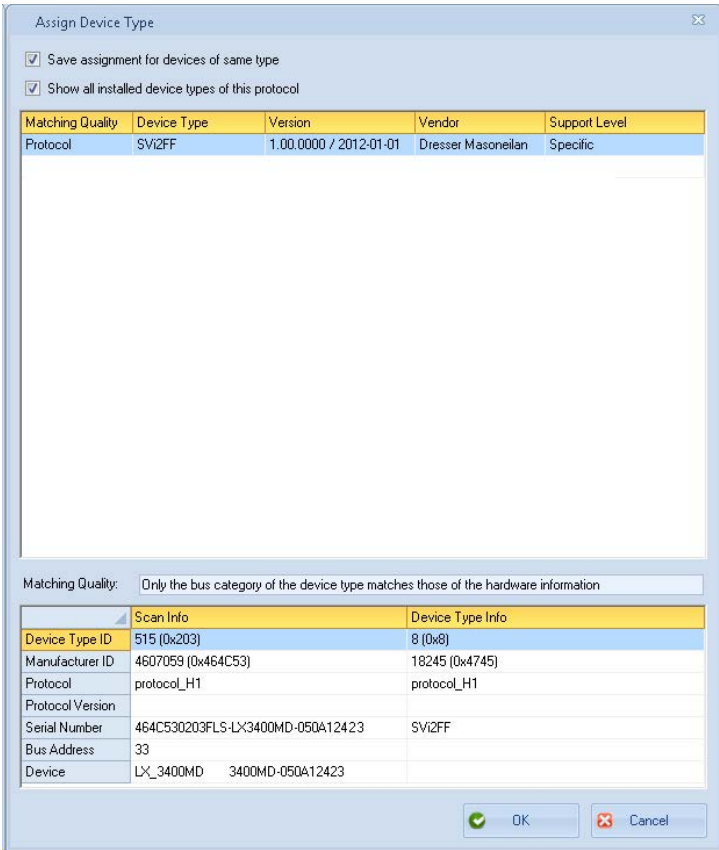 Assign Device Type
Save assignment for devices of same type
Show all installed device types of this protocol
Matching Quality Device Type Version Vendor Support Level
Protocol SVi2FF 1.00.0000 / 2012-01-01 Dresser Masoneilan Specific
Matching Quality: Only the bus category of the device type matches those of the hardware information
Scan Info Device Type Info
Device Type ID 515 (0x203) 8 (0x8)
Manufacturer ID 4607059 (0x464C53) 18245 (0x4745)
Protocol protocol_H1 protocol_H1
Protocol Version
Serial Number 464C530203FLS-LX3400MD-050A12423 SVi2FF
Bus Address 33
Device LX_3400MD 3400MD-050A12423
OK Cancel